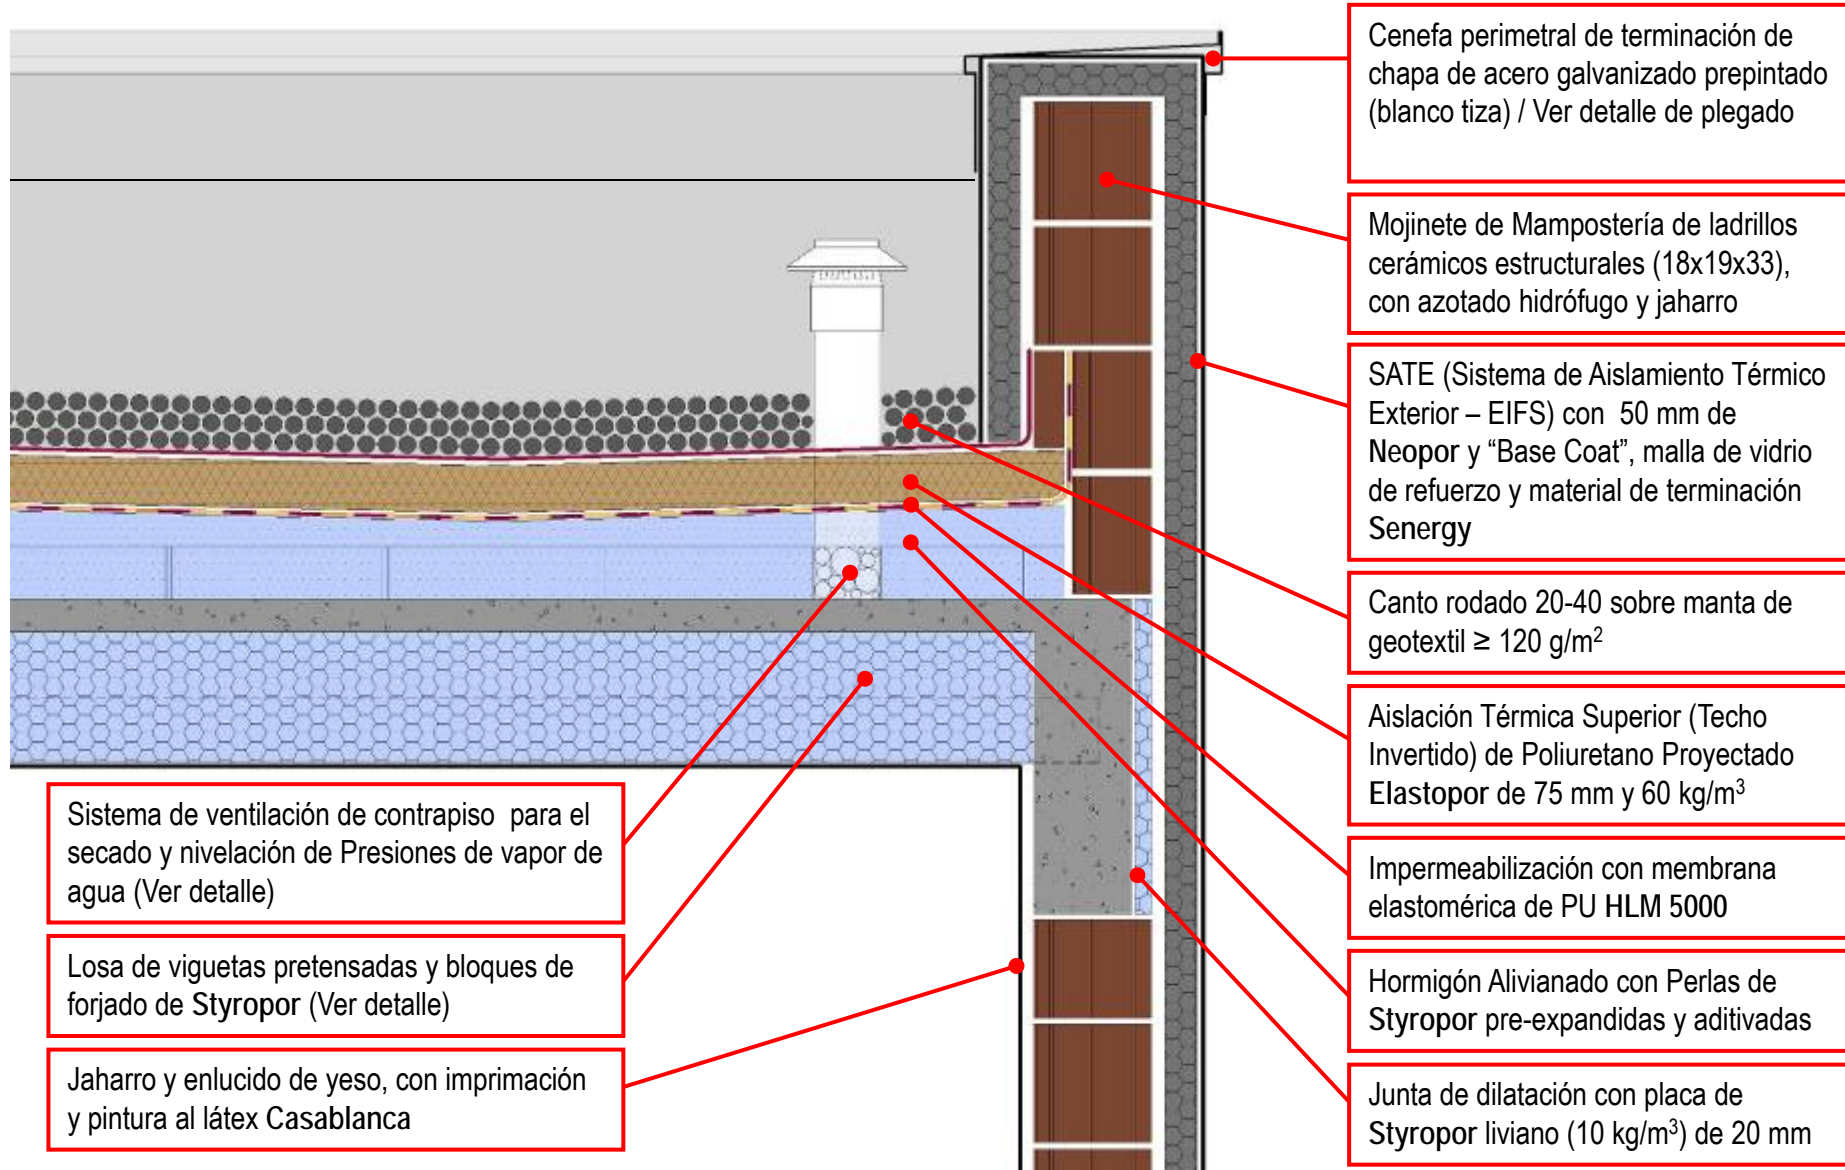 Cenefa perimetral de terminación de
chapa de acero galvanizado prepintado
(blanco tiza) / Ver detalle de plegado
Mojinete de Mampostería de ladrillos
cerámicos estructurales (18x19x33),
con azotado hidrófugo y jaharro
SATE (Sistema de Aislamiento Térmico
Exterior – EIFS) con 50 mm de
Neopor y “Base Coat”, malla de vidrio
de refuerzo y material de terminación
Senergy
Canto rodado 20-40 sobre manta de
geotextil ≥ 120 g/m²
Aislación Térmica Superior (Techo
Invertido) de Poliuretano Proyectado
Elastopor de 75 mm y 60 kg/m³
Impermeabilización con membrana
elastomérica de PU HLM 5000
Hormigón Alivianado con Perlas de
Styropor pre-expandidas y aditivadas
Junta de dilatación con placa de
Styropor liviano (10 kg/m³) de 20 mm
Sistema de ventilación de contrapiso para el
secado y nivelación de Presiones de vapor de
agua (Ver detalle)
Losa de viguetas pretensadas y bloques de
forjado de Styropor (Ver detalle)
Jaharro y enlucido de yeso, con imprimación
y pintura al látex Casablanca